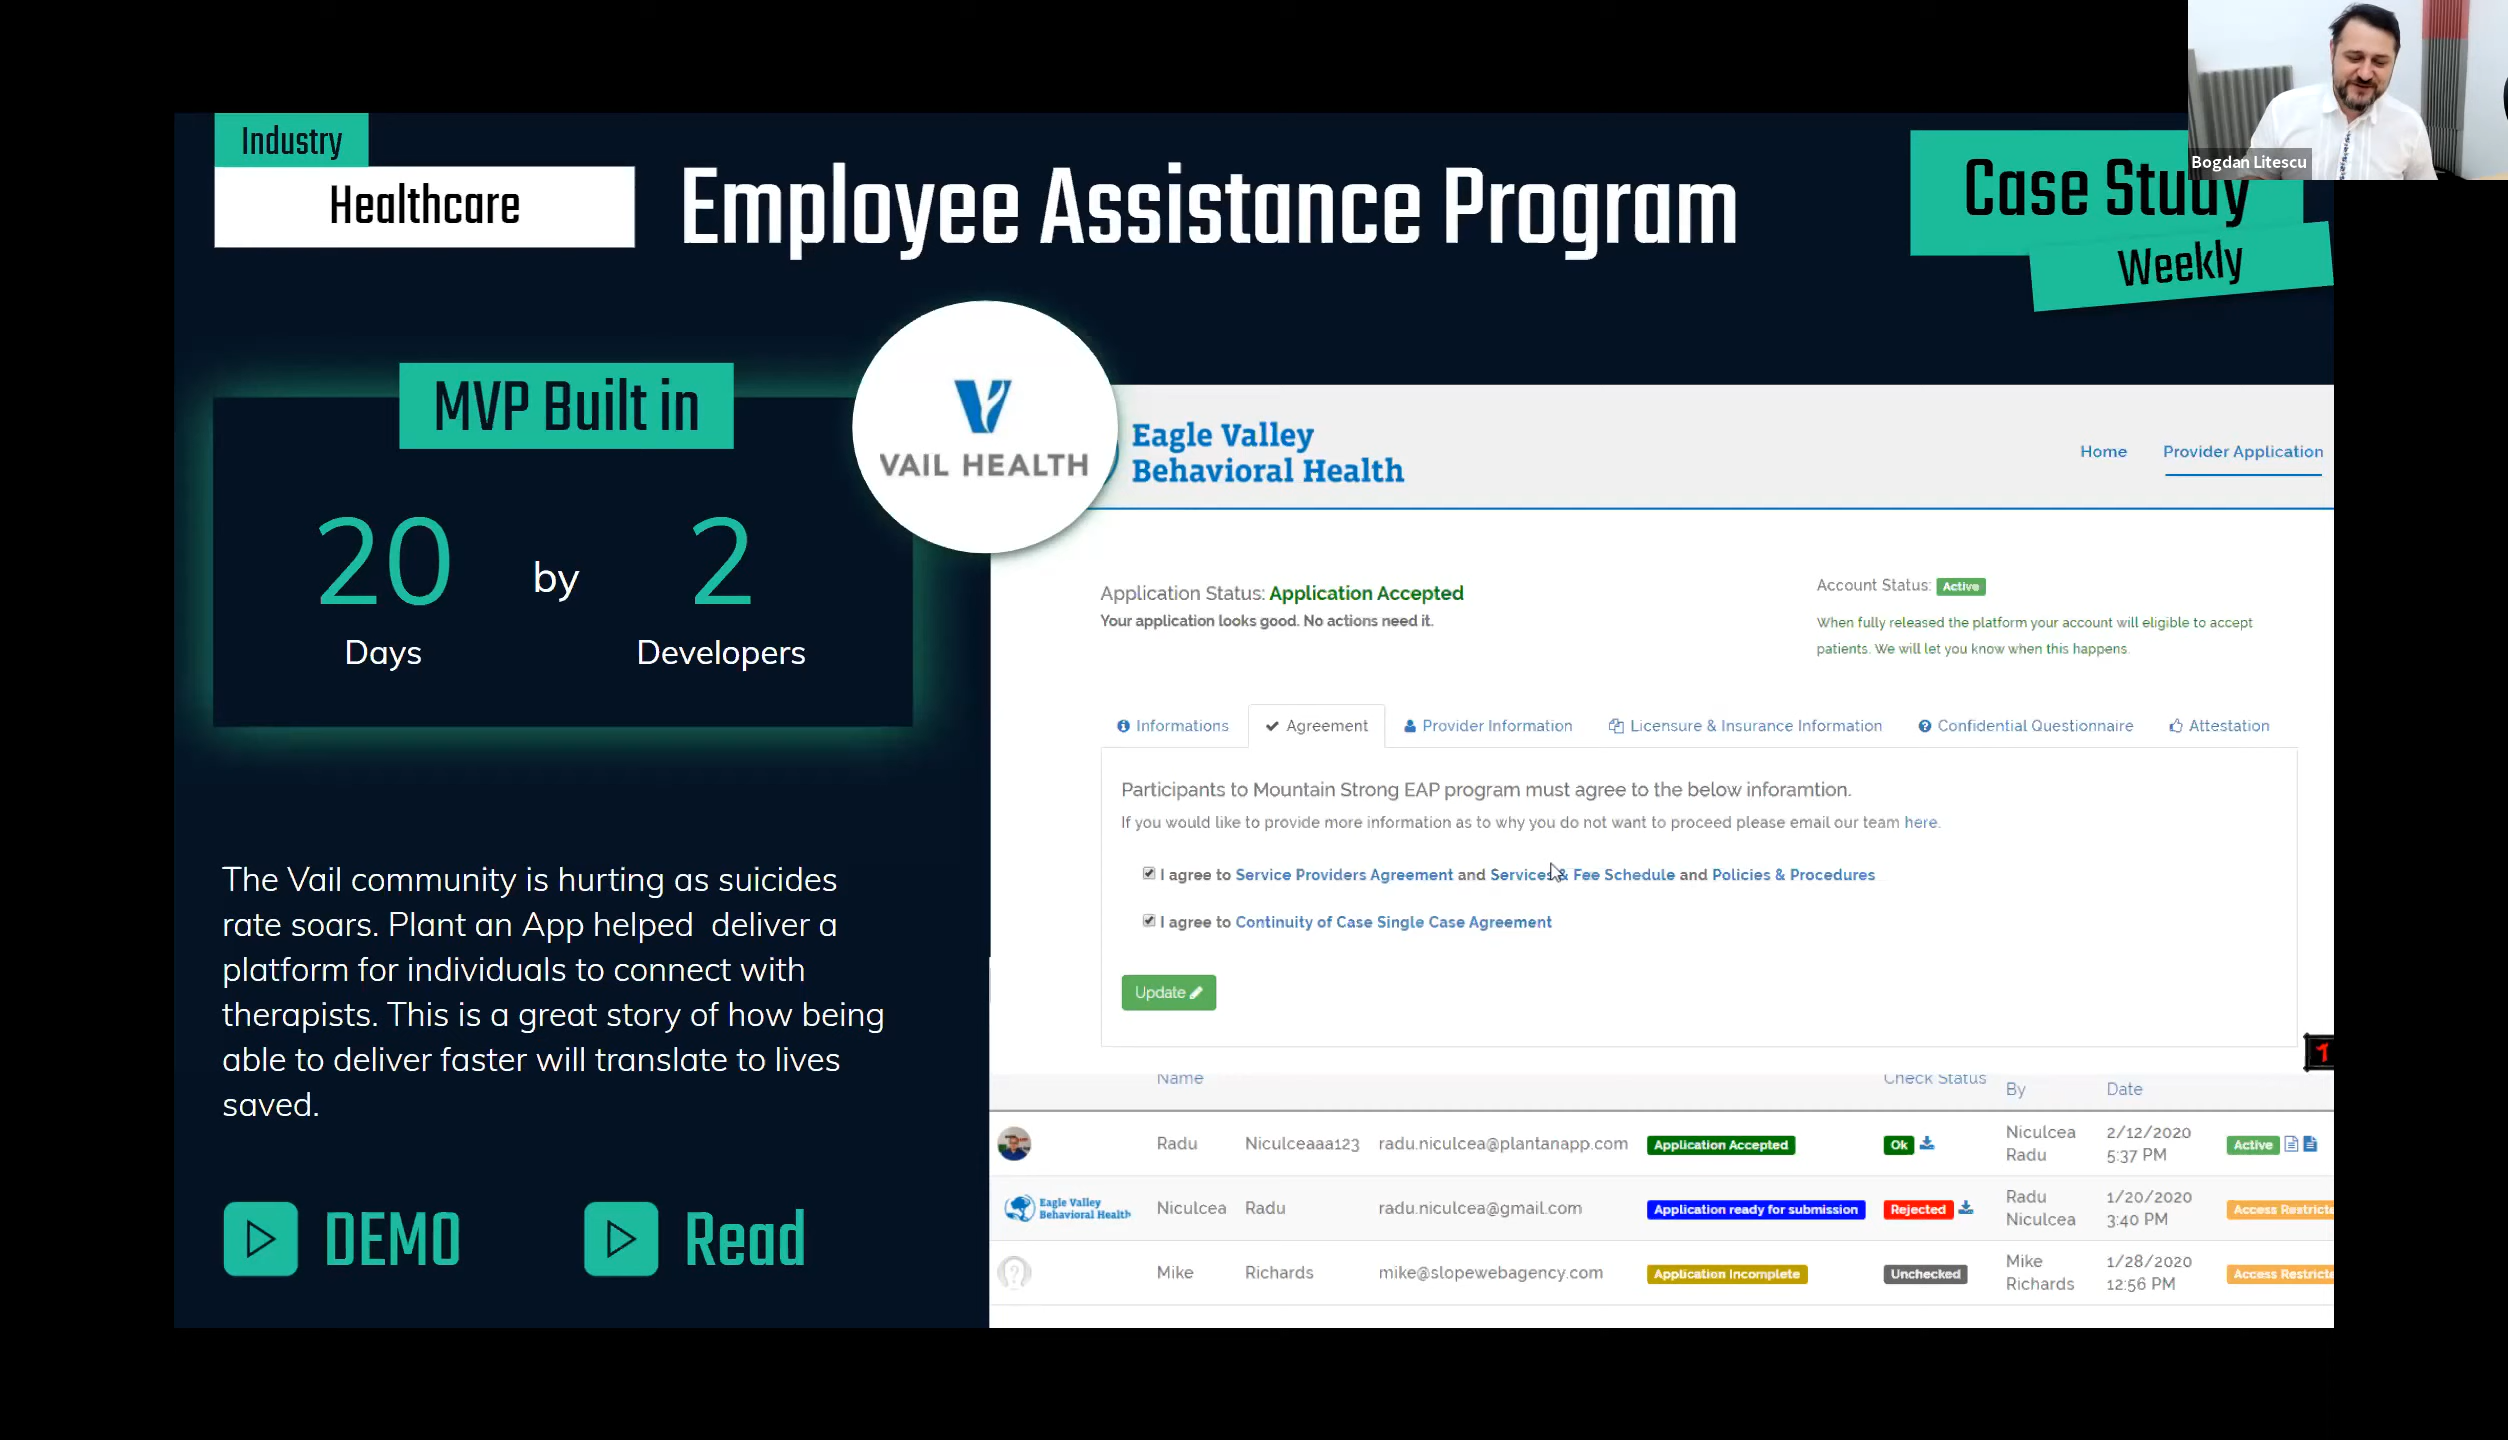 Bogdan Litescu
Industry
Healthcare
Employee Assistance Program
Case Study
Weekly
MVP Built in
20 by 2
Days Developers
VAIL HEALTH
Eagle Valley
Behavioral Health
Home Provider Application
Application Status: Application Accepted
Your application looks good. No actions need it.
Account Status: Active
When fully released the platform your account will eligible to accept
patients. We will let you know when this happens.
Informations Agreement Provider Information Licensure & Insurance Information Confidential Questionnaire Attestation
Participants to Mountain Strong EAP program must agree to the below inforamtion.
If you would like to provide more information as to why you do not want to proceed please email our team here.
I agree to Service Providers Agreement and Services & Fee Schedule and Policies & Procedures
I agree to Continuity of Case Single Case Agreement
Update
The Vail community is hurting as suicides
rate soars. Plant an App helped deliver a
platform for individuals to connect with
therapists. This is a great story of how being
able to deliver faster will translate to lives
saved.
DEMO Read
Name Check Status By Date
Radu Niculceaaa123 radu.niculcea@plantanapp.com Application Accepted Ok Niculcea Radu 2/12/2020 5:37 PM Active
Eagle Valley
Behavioral Health
Niculcea Radu radu.niculcea@gmail.com Application ready for submission Rejected Radu Niculcea 1/20/2020 3:40 PM Access Restricte
Mike Richards mike@slopewebagency.com Application Incomplete Unchecked Mike Richards 1/28/2020 12:56 PM Access Restricte